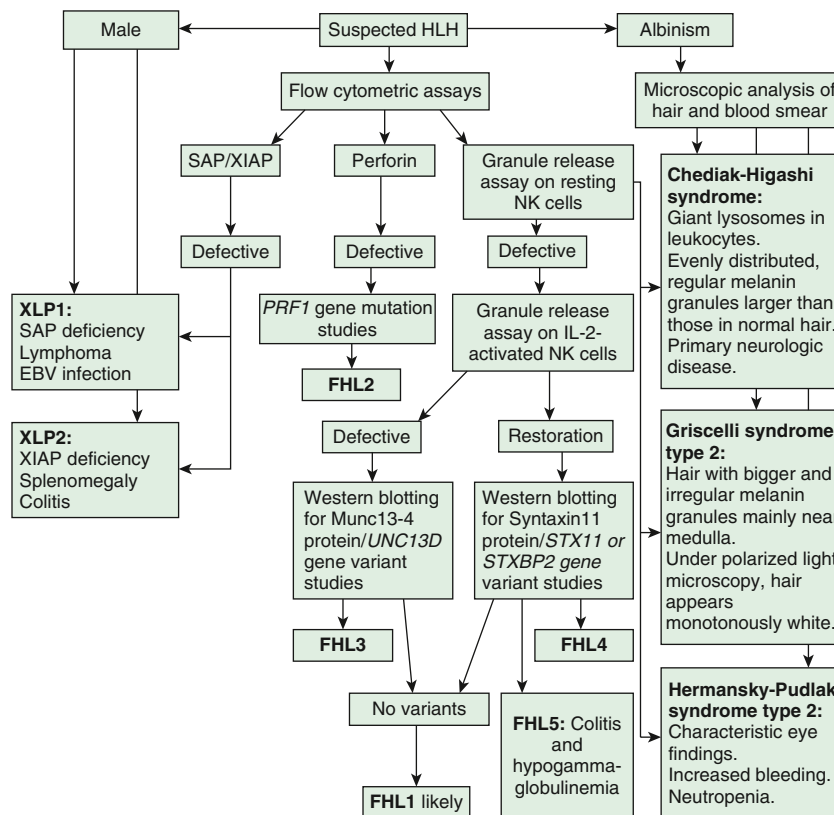 Male
Suspected HLH
Albinism
Flow cytometric assays
Microscopic analysis of
hair and blood smear
SAP/XIAP
Perforin
Granule release
assay on resting
NK cells
Defective
Defective
Defective
PRF1 gene mutation
studies
FHL2
Granule release
assay on IL-2-
activated NK cells
XLP1:
SAP deficiency
Lymphoma
EBV infection
XLP2:
XIAP deficiency
Splenomegaly
Colitis
Defective
Restoration
Western blotting
for Munc13-4
protein/UNC13D
gene variant
studies
Western blotting
for Syntaxin11
protein/STX11 or
STXBP2 gene
variant studies
FHL3
FHL4
No variants
FHL1 likely
FHL5: Colitis
and
hypogamma-
globulinemia
Chediak-Higashi
syndrome:
Giant lysosomes in
leukocytes.
Evenly distributed,
regular melanin
granules larger than
those in normal hair.
Primary neurologic
disease.
Griscelli syndrome
type 2:
Hair with bigger and
irregular melanin
granules mainly near
medulla.
Under polarized light
microscopy, hair
appears
monotonously white.
Hermansky-Pudlak
syndrome type 2:
Characteristic eye
findings.
Increased bleeding.
Neutropenia.